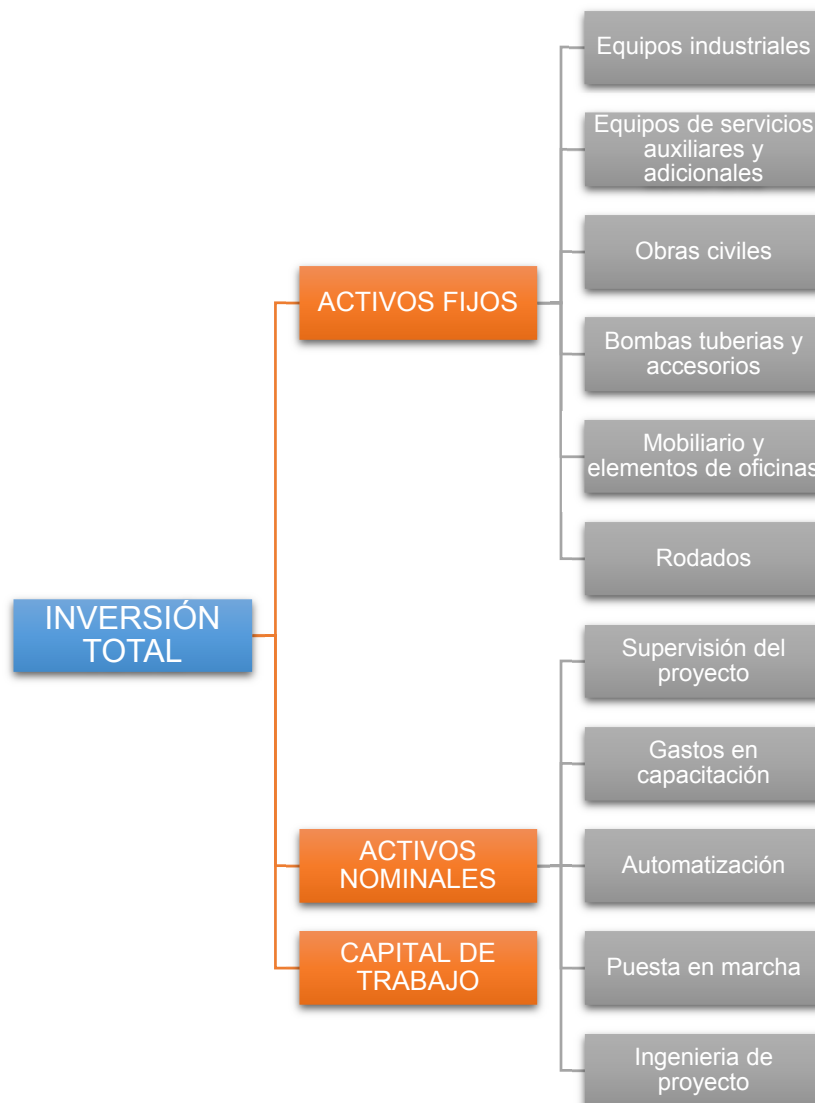 INVERSIÓN
TOTAL
ACTIVOS FIJOS
Equipos industriales
Equipos de servicios
auxiliares y
adicionales
Obras civiles
Bombas tuberias y
accesorios
Mobiliario y
elementos de oficinas
Rodados
ACTIVOS
NOMINALES
Supervisión del
proyecto
Gastos en
capacitación
Automatización
Puesta en marcha
Ingenieria de
proyecto
CAPITAL DE
TRABAJO